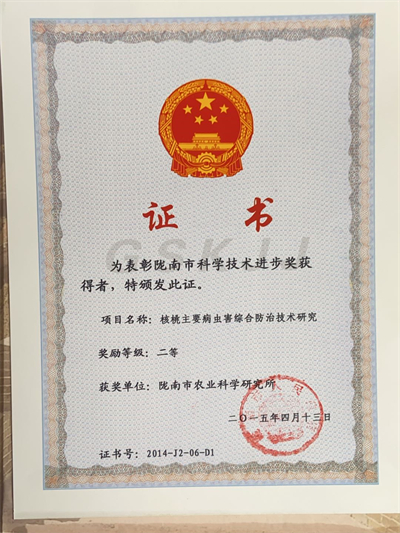 证书
GSKJJ
为表彰陇南市科学技术进步奖获
得者，特颁发此证。
项目名称：核桃主要病虫害综合防治技术研究
奖励等级：二等
获奖单位：陇南市农业科学研究所
二〇一五年四月十三日
证书号：2014-J2-06-D1